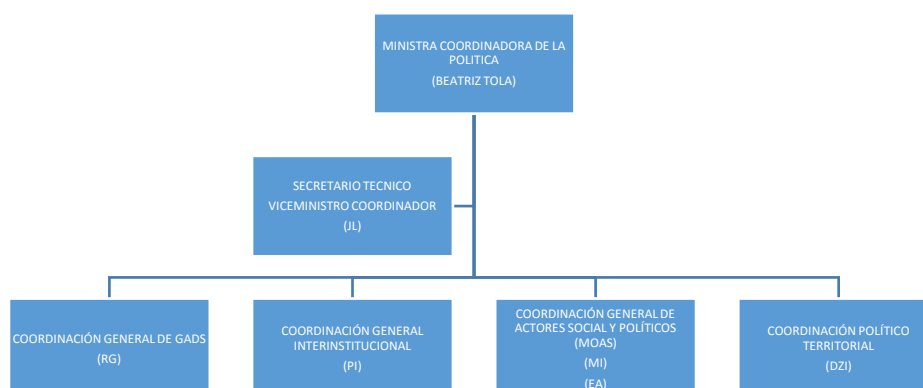 MINISTRA COORDINADORA DE LA
POLITICA
(BEATRIZ TOLA)
SECRETARIO TECNICO
VICEMINISTRO COORDINADOR
(JL)
COORDINACIÓN GENERAL DE GADS
(RG)
COORDINACIÓN GENERAL
INTERINSTITUCIONAL
(PI)
COORDINACIÓN GENERAL DE
ACTORES SOCIAL Y POLÍTICOS
(MOAS)
(MI)
(EA)
COORDINACIÓN POLÍTICO
TERRITORIAL
(DZI)